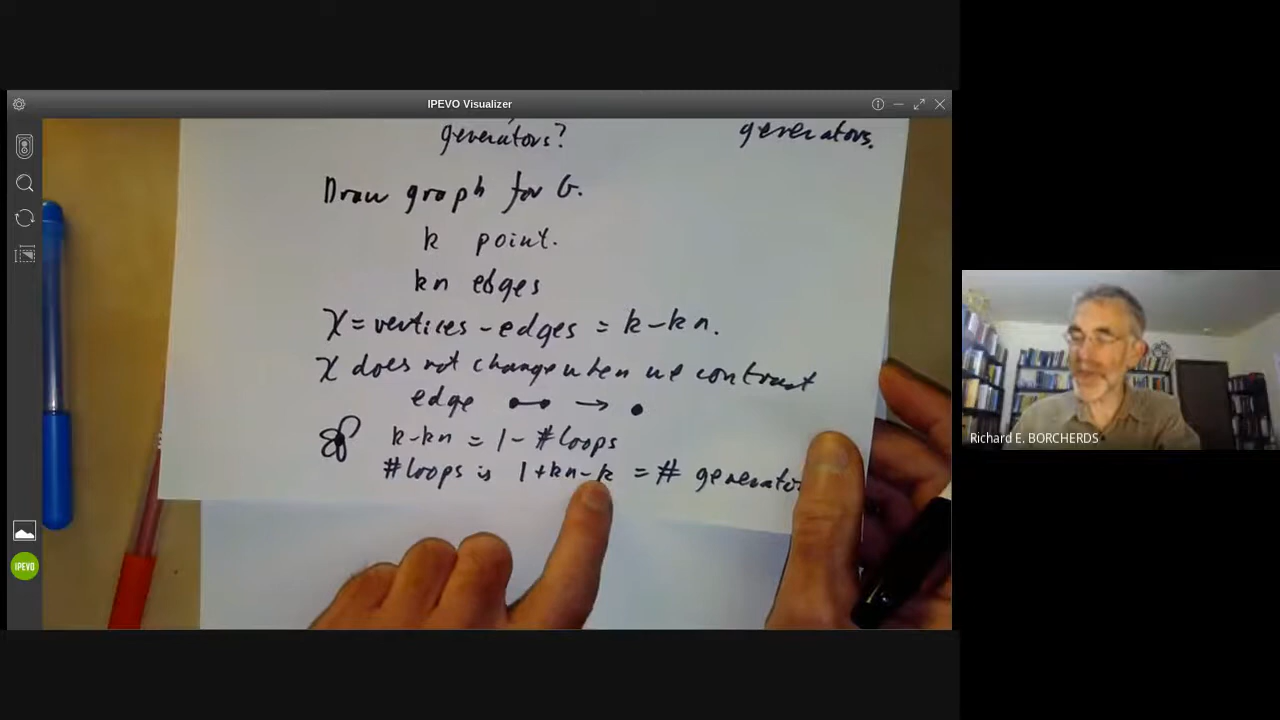 IPEVO Visualizer
generators?
generators.
Draw graph for G.
k point.
kn edges
χ = vertices - edges = k - kn.
χ does not change when we contract
edge →
k - kn = 1 - #loops
#loops is 1 + kn - k = # generator
IPEVO
Richard E. BORCHERDS